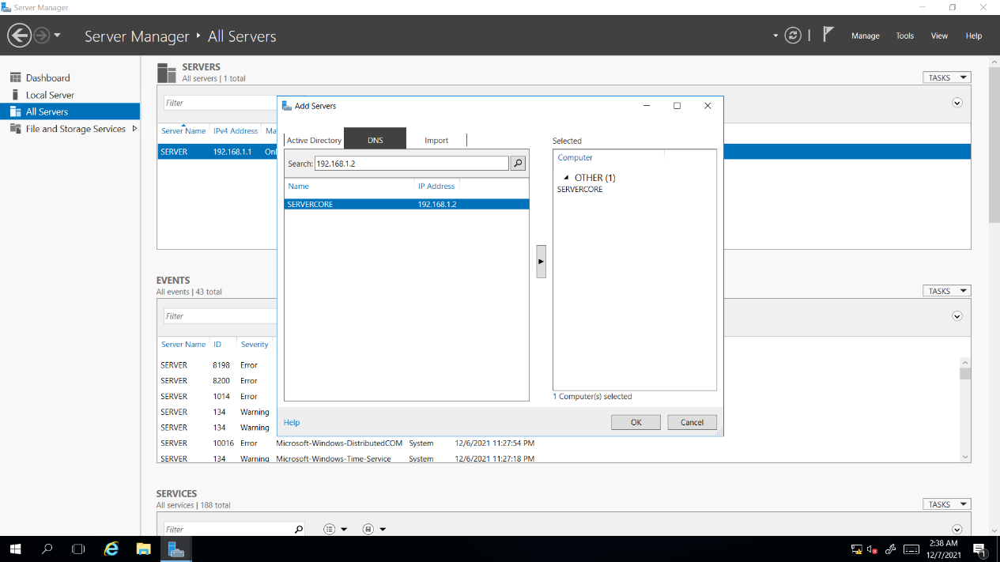 Server Manager
Server Manager ‣ All Servers
Manage Tools View Help
Dashboard
Local Server
All Servers
File and Storage Services
SERVERS
All servers | 1 total
TASKS
Filter
Server Name IPv4 Address Ma
SERVER 192.168.1.1 Onl
Add Servers
Active Directory DNS Import
Search: 192.168.1.2
Name IP Address
SERVERCORE 192.168.1.2
Selected
Computer
OTHER (1)
SERVERCORE
1 Computer(s) selected
Help OK Cancel
EVENTS
All events | 43 total
TASKS
Filter
Server Name ID Severity
SERVER 8198 Error
SERVER 8200 Error
SERVER 1014 Error
SERVER 134 Warning
SERVER 134 Warning
SERVER 10016 Error Microsoft-Windows-DistributedCOM System 12/6/2021 11:27:54 PM
SERVER 134 Warning Microsoft-Windows-Time-Service System 12/6/2021 11:27:18 PM
SERVICES
All services | 188 total
TASKS
Filter
2:38 AM
12/7/2021
1